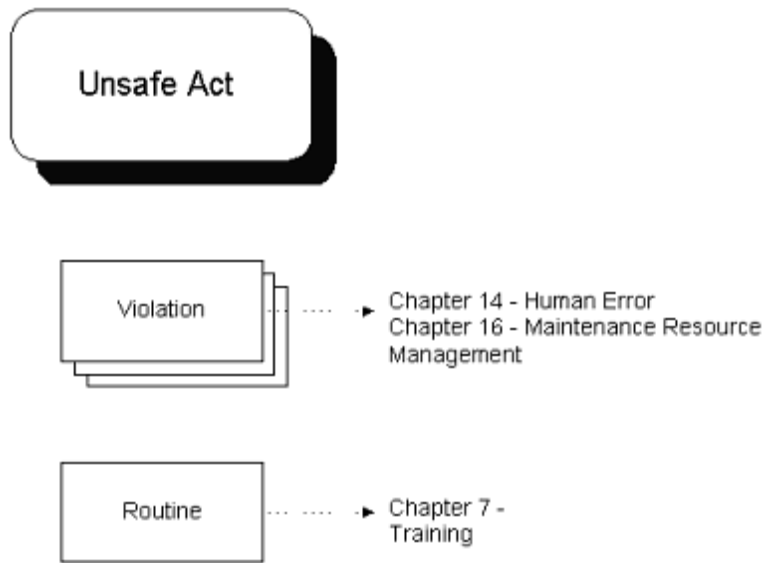 Unsafe Act
Violation
Chapter 14 - Human Error
Chapter 16 - Maintenance Resource
Management
Routine
Chapter 7 -
Training